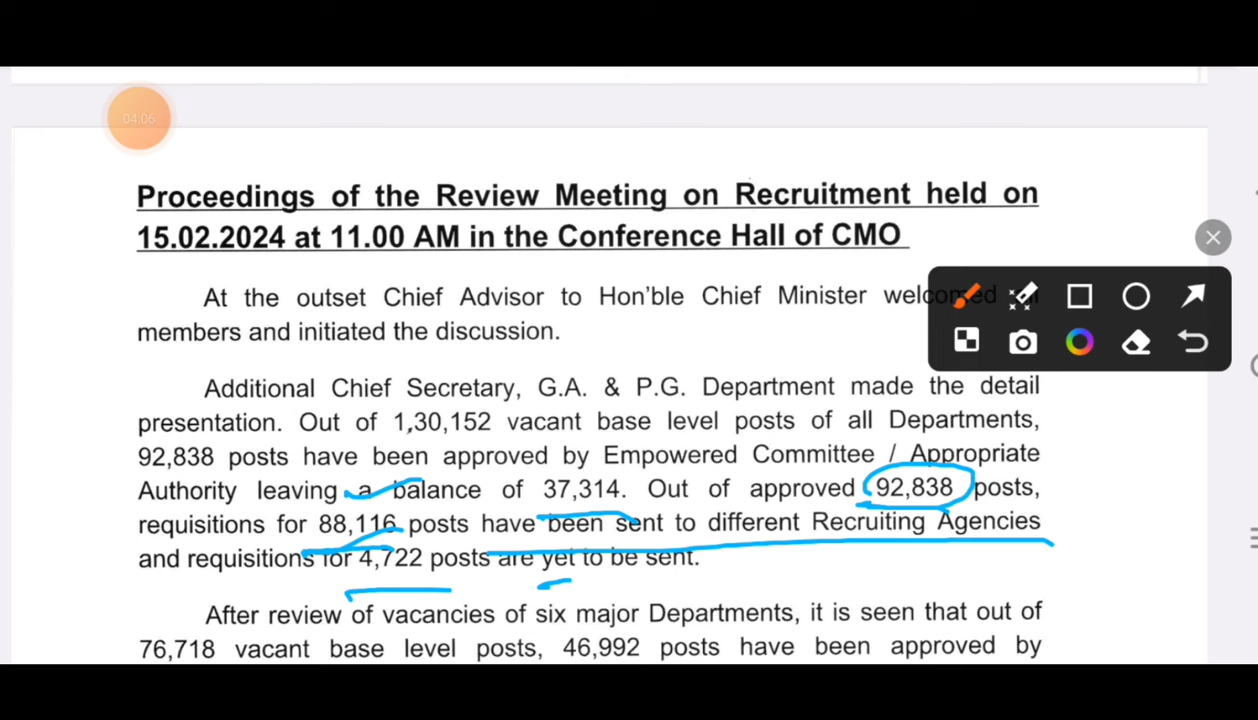 04:06
Proceedings of the Review Meeting on Recruitment held on
15.02.2024 at 11.00 AM in the Conference Hall of CMO
At the outset Chief Advisor to Hon'ble Chief Minister welcomed
members and initiated the discussion.
Additional Chief Secretary, G.A. & P.G. Department made the detail
presentation. Out of 1,30,152 vacant base level posts of all Departments,
92,838 posts have been approved by Empowered Committee / Appropriate
Authority leaving a balance of 37,314. Out of approved 92,838 posts,
requisitions for 88,116 posts have been sent to different Recruiting Agencies
and requisitions for 4,722 posts are yet to be sent.
After review of vacancies of six major Departments, it is seen that out of
76,718 vacant base level posts, 46,992 posts have been approved by